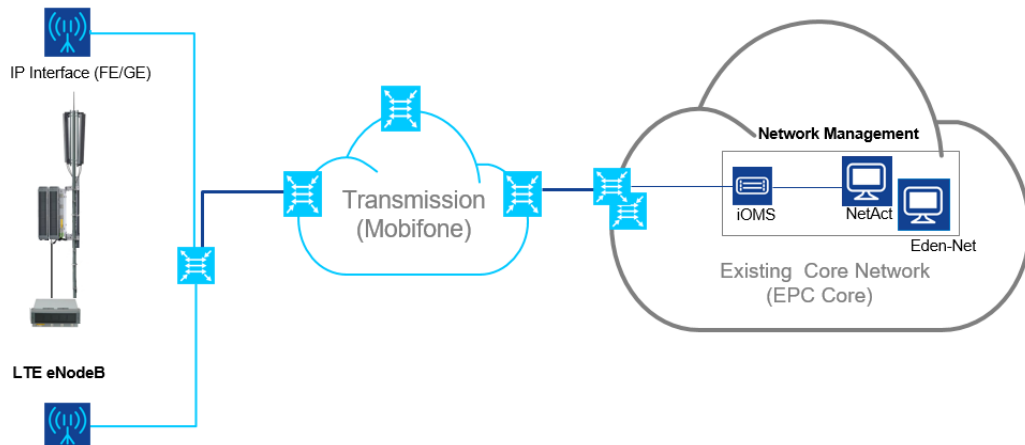 IP Interface (FE/GE)
LTE eNodeB
Transmission
(Mobifone)
Network Management
iOMS
NetAct
Eden-Net
Existing Core Network
(EPC Core)